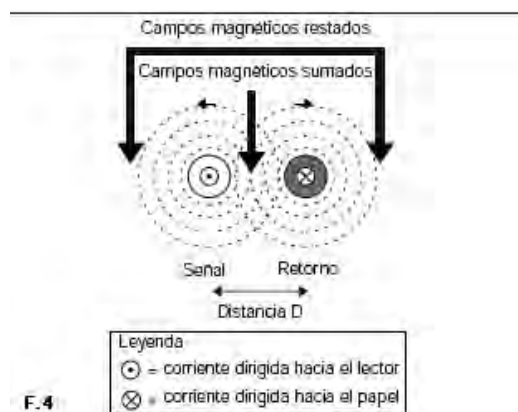 Campos magnéticos restados
Campos magnéticos sumados
Señal Retorno
Distancia D
Leyenda
= corriente dirigida hacia el lector
= corriente dirigida hacia el papel
F.4